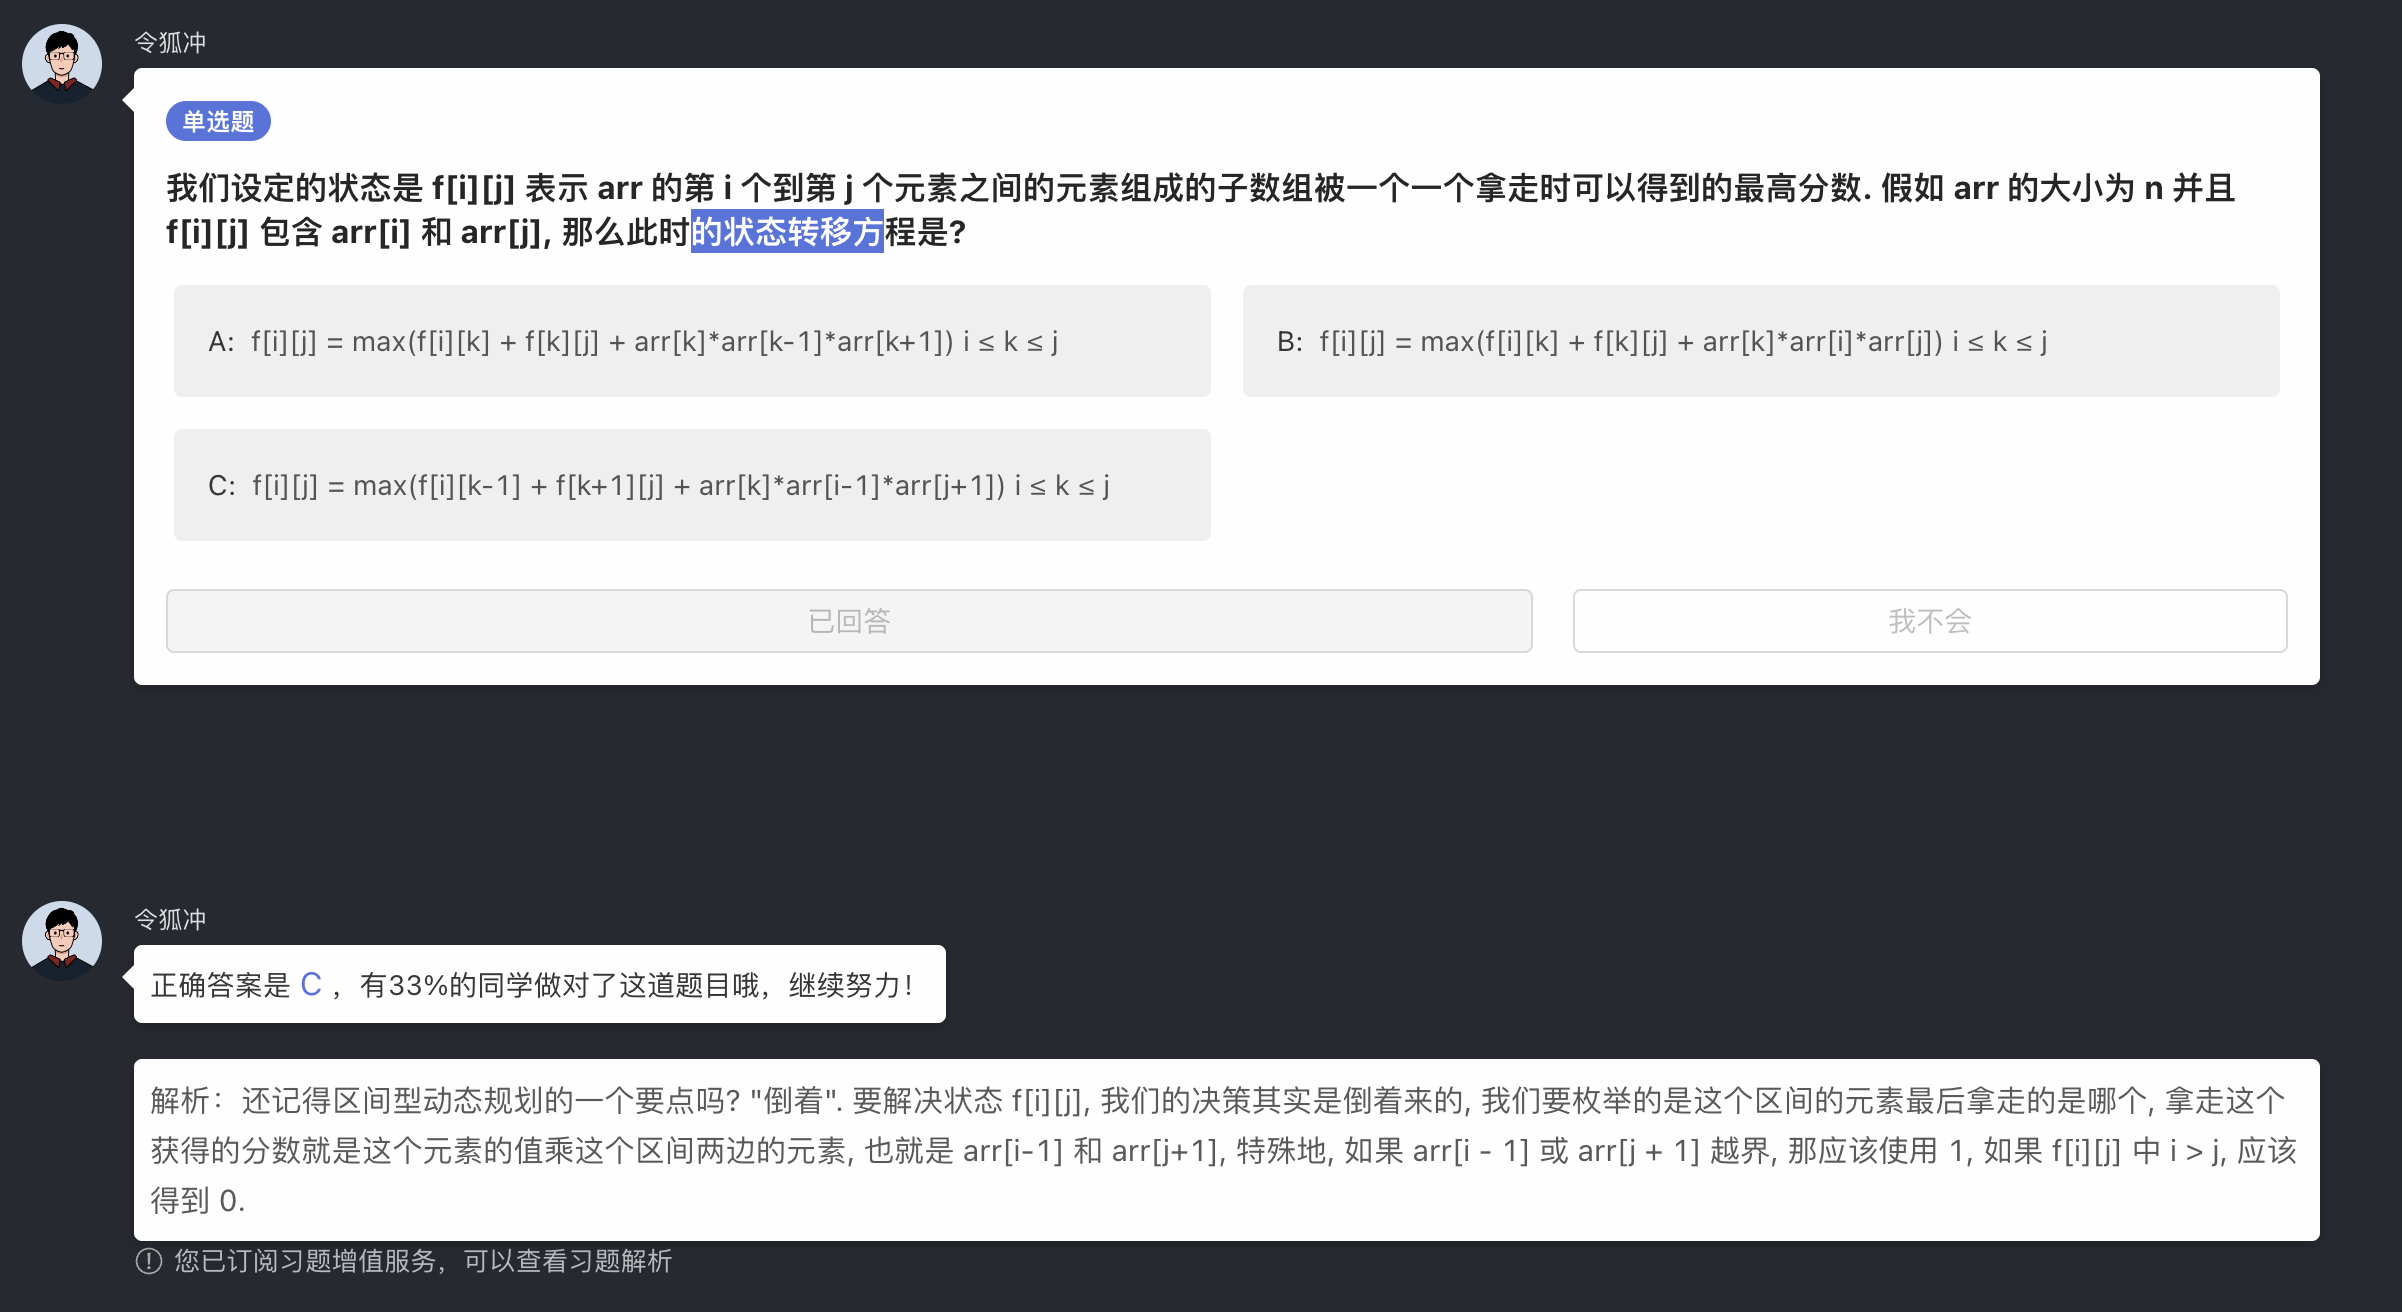 令狐冲
单选题
我们设定的状态是 f[i][j] 表示 arr 的第 i 个到第 j 个元素之间的元素组成的子数组被一个一个拿走时可以得到的最高分数. 假如 arr 的大小为 n 并且
f[i][j] 包含 arr[i] 和 arr[j], 那么此时的状态转移方程是?
A: f[i][j] = max(f[i][k] + f[k][j] + arr[k]*arr[k-1]*arr[k+1]) i ≤ k ≤ j
B: f[i][j] = max(f[i][k] + f[k][j] + arr[k]*arr[i]*arr[j]) i ≤ k ≤ j
C: f[i][j] = max(f[i][k-1] + f[k+1][j] + arr[k]*arr[i-1]*arr[j+1]) i ≤ k ≤ j
已回答
我不会
令狐冲
正确答案是 C ，有33%的同学做对了这道题目哦，继续努力！
解析：还记得区间型动态规划的一个要点吗? "倒着". 要解决状态 f[i][j], 我们的决策其实是倒着来的, 我们要枚举的是这个区间的元素最后拿走的是哪个, 拿走这个
获得的分数就是这个元素的值乘这个区间两边的元素, 也就是 arr[i-1] 和 arr[j+1], 特殊地, 如果 arr[i - 1] 或 arr[j + 1] 越界, 那应该使用 1, 如果 f[i][j] 中 i > j, 应该
得到 0.
您已订阅习题增值服务，可以查看习题解析